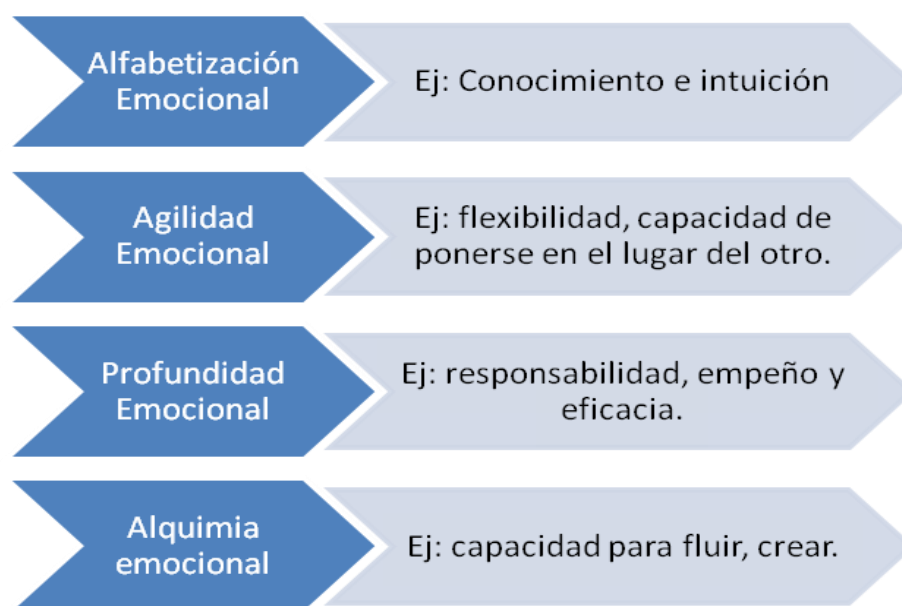 Alfabetización
Emocional
Ej: Conocimiento e intuición
Agilidad
Emocional
Ej: flexibilidad, capacidad de
ponerse en el lugar del otro.
Profundidad
Emocional
Ej: responsabilidad, empeño y
eficacia.
Alquimia
emocional
Ej: capacidad para fluir, crear.